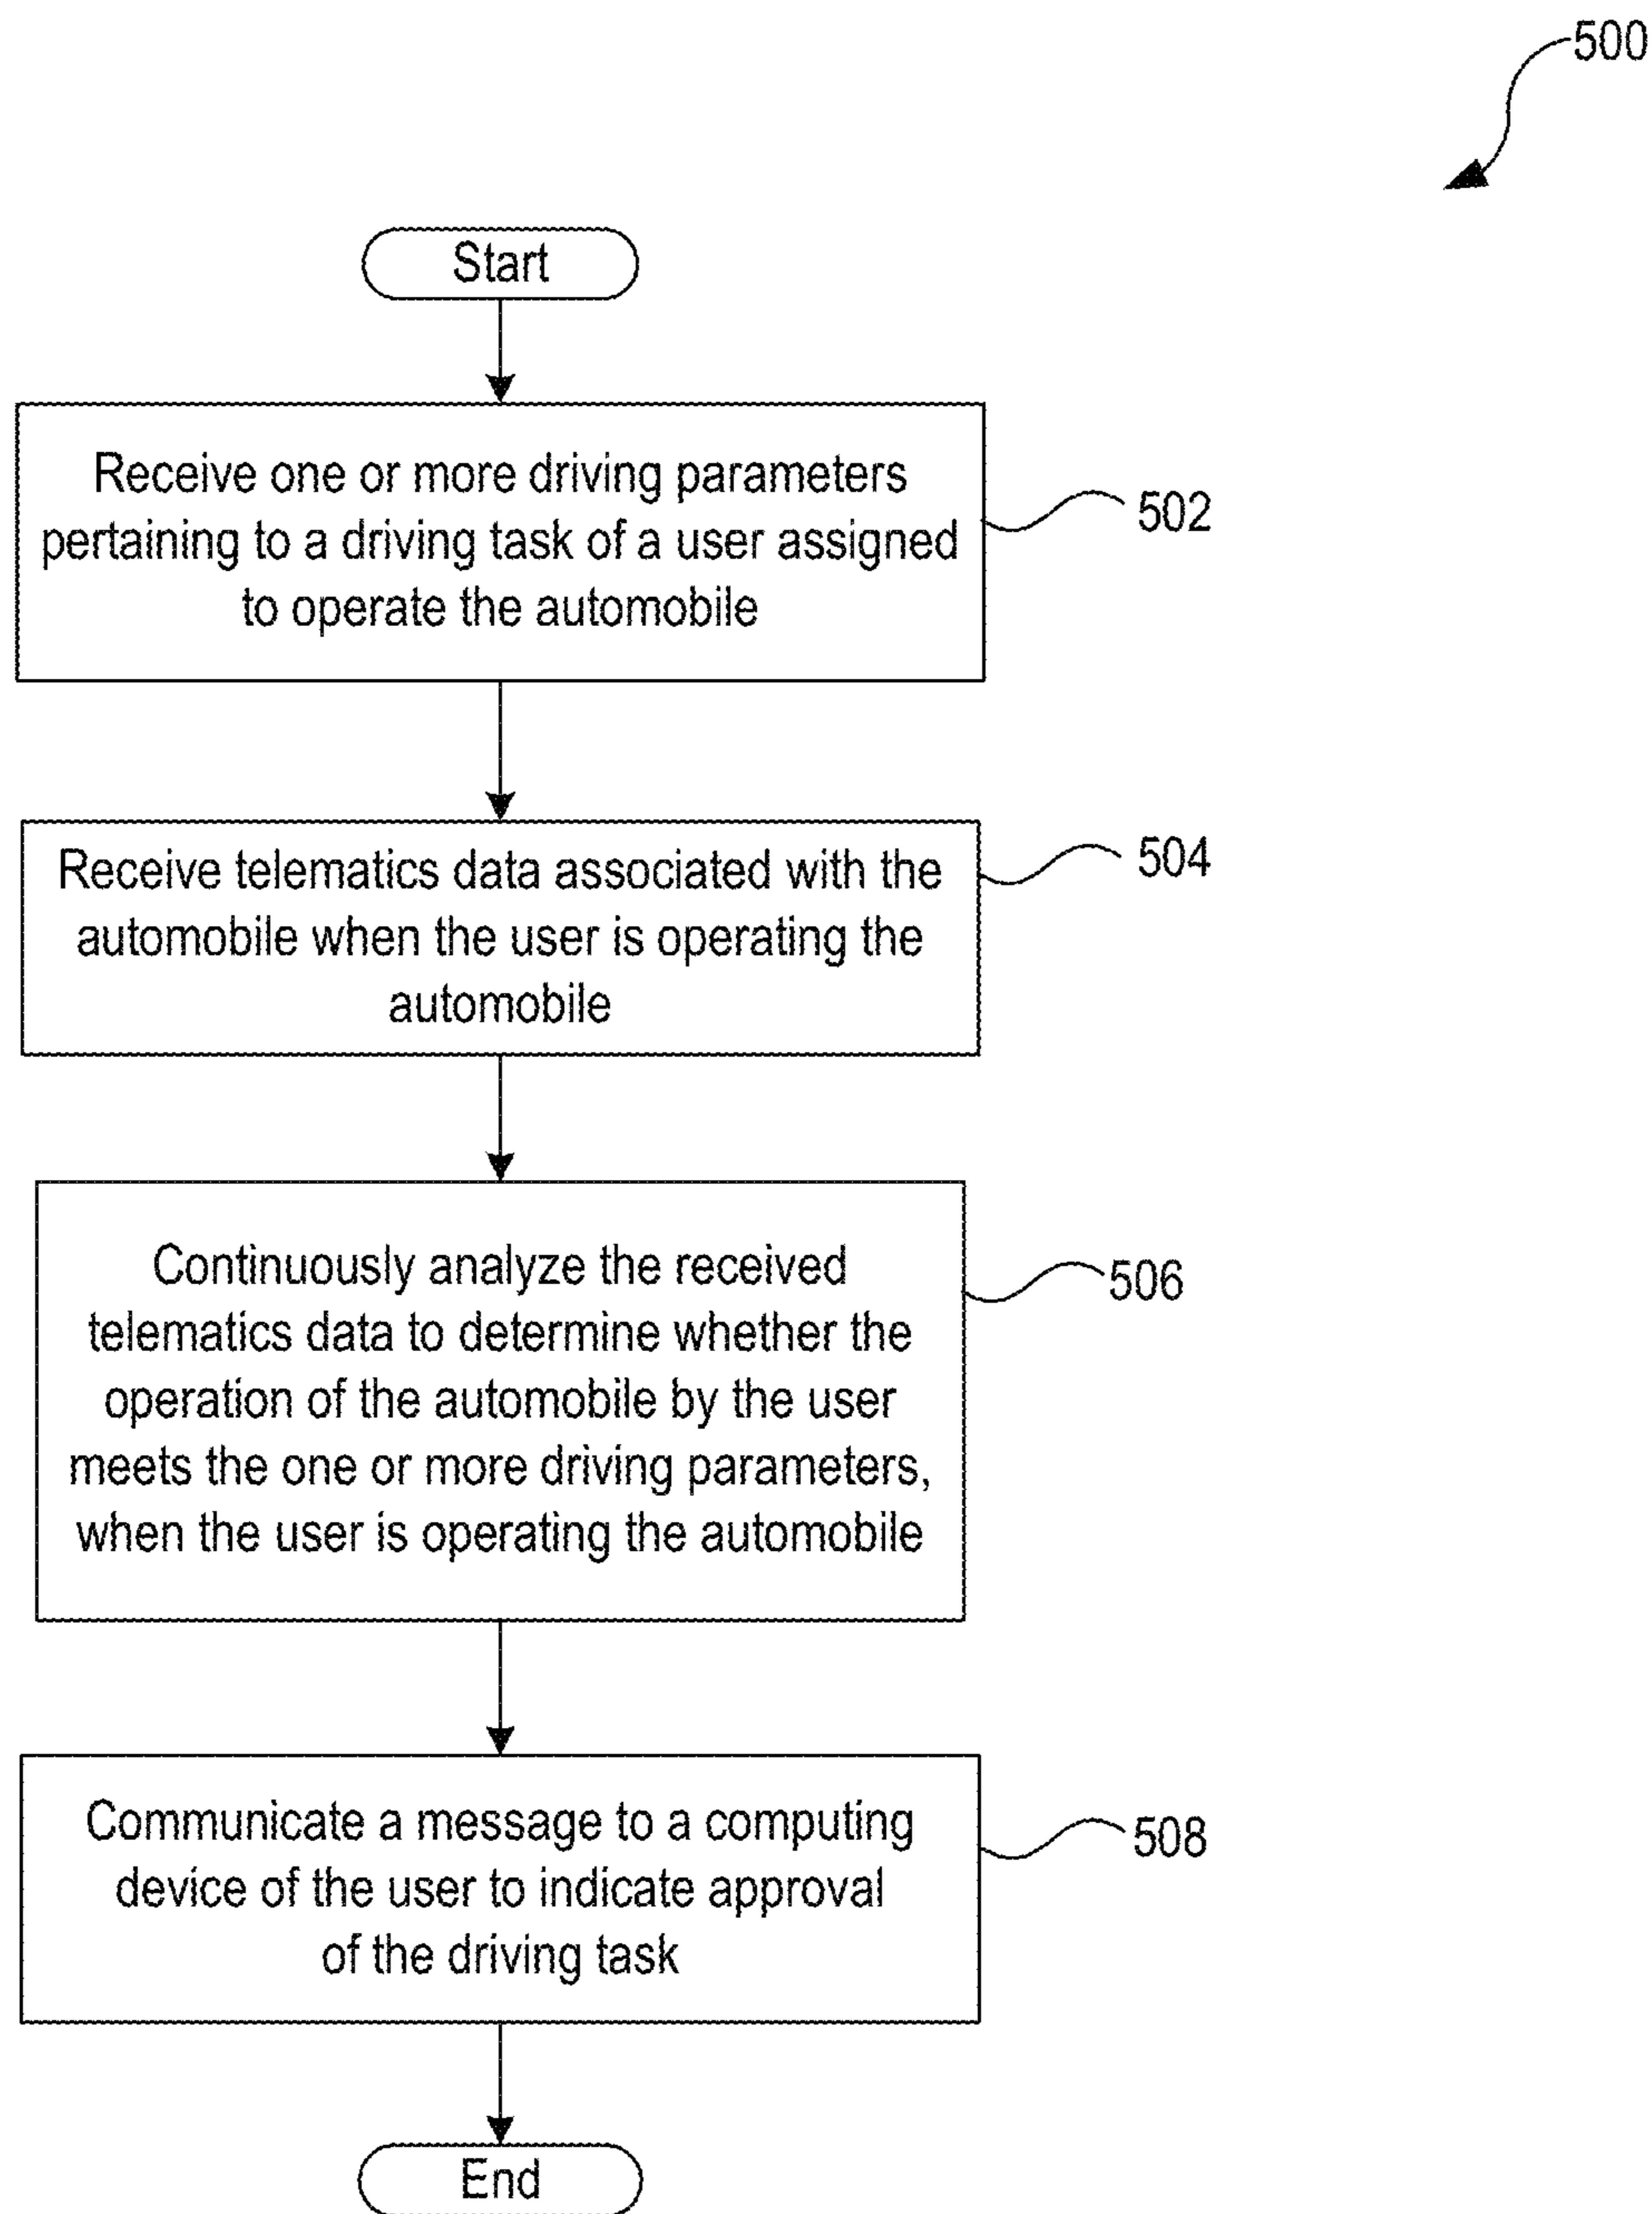 500
Start
Receive one or more driving parameters
pertaining to a driving task of a user assigned
to operate the automobile
502
Receive telematics data associated with the
automobile when the user is operating the
automobile
504
Continuously analyze the received
telematics data to determine whether the
operation of the automobile by the user
meets the one or more driving parameters,
when the user is operating the automobile
506
Communicate a message to a computing
device of the user to indicate approval
of the driving task
508
End